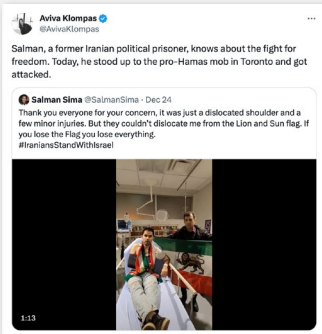 Aviva Klompas
@AvivaKlompas
Salman, a former Iranian political prisoner, knows about the fight for
freedom. Today, he stood up to the pro-Hamas mob in Toronto and got
attacked.
Salman Sima @SalmanSima · Dec 24
Thank you everyone for your concern, it was just a dislocated shoulder and a
few minor injuries. But they couldn't dislocate me from the Lion and Sun flag. If
you lose the Flag you lose everything.
#IraniansStandWithIsrael
1:13